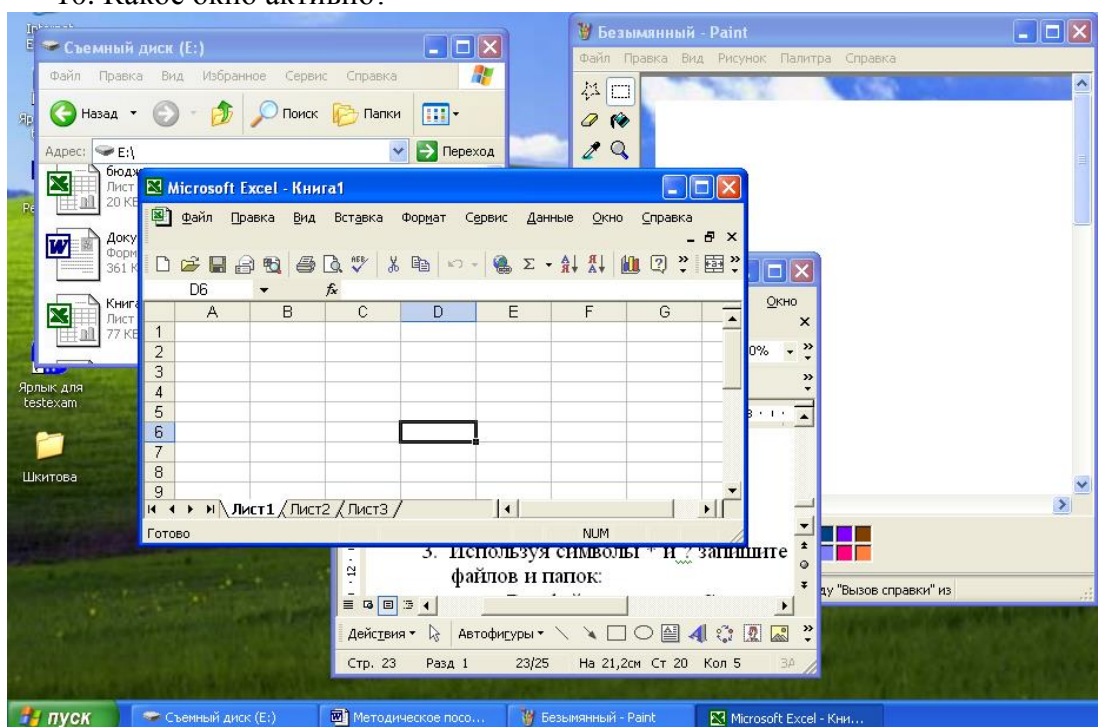 Какое окно активно?
Съемный диск (E:)
Файл Правка Вид Избранное Сервис Справка
Назад Поиск Папки
Адрес: E:\ Переход
Лист
20 КБ
Доку
Форм
361 К
Книга
Лист
77 КБ
Ярлык для
testexam
Шкитова
Безымянный - Paint
Файл Правка Вид Рисунок Палитра Справка
Microsoft Excel - Книга1
Файл Правка Вид Вставка Формат Сервис Данные Окно Справка
D6 fx
A B C D E F G
1
2
3
4
5
6
7
8
9
Лист1 Лист2 Лист3
Готово NUM
Окно
0%
3. Используя символы * и ? запишите
файлов и папок:
Действия Автофигуры
Стр. 23 Разд 1 23/25 На 21,2см Ст 20 Кол 5 ЗА
ду "Вызов справки" из
пуск Съемный диск (E:) Методическое посо... Безымянный - Paint Microsoft Excel - Кни...